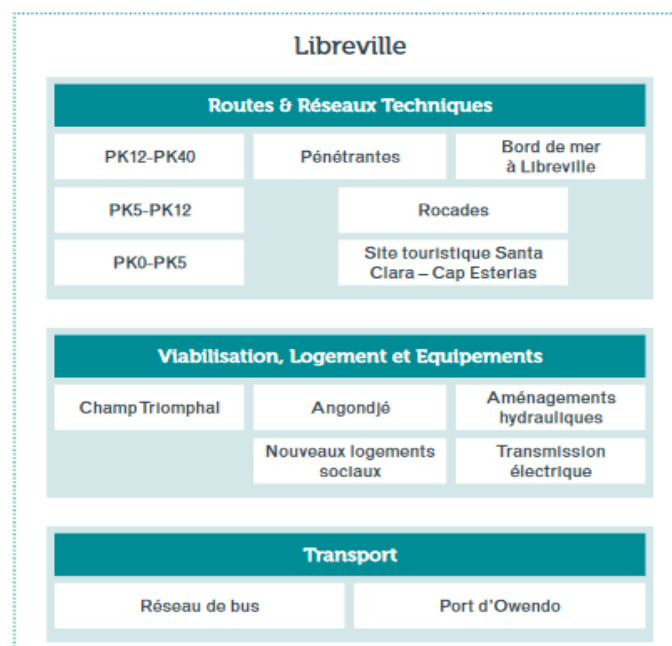 Libreville
Routes & Réseaux Techniques
PK12-PK40
Pénétrantes
Bord de mer
à Libreville
PK5-PK12
Rocades
PK0-PK5
Site touristique Santa
Clara – Cap Esterias
Viabilisation, Logement et Equipements
Champ Triomphal
Angondjé
Aménagements
hydrauliques
Nouveaux logements
sociaux
Transmission
électrique
Transport
Réseau de bus
Port d'Owendo